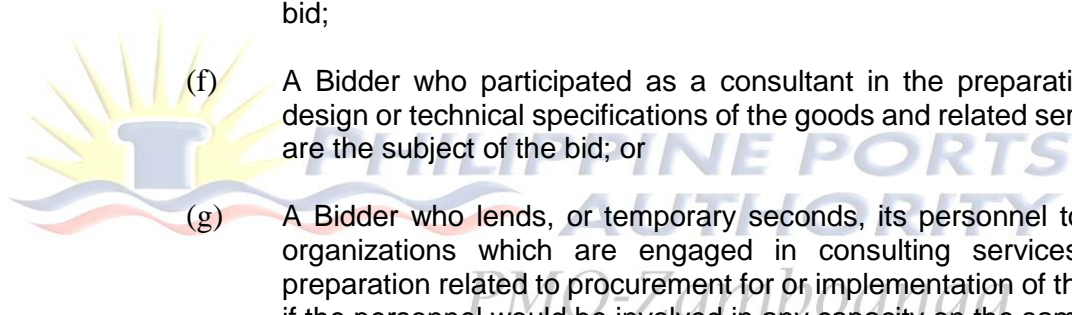 bid;
(f) A Bidder who participated as a consultant in the preparati
design or technical specifications of the goods and related ser
are the subject of the bid; or
PHILIPPINE PORTS
AUTHORITY
(g) A Bidder who lends, or temporary seconds, its personnel to
organizations which are engaged in consulting services
preparation related to procurement for or implementation of th
PMO-Zamboanga
if the personnel would be involved in any capacity on the sam